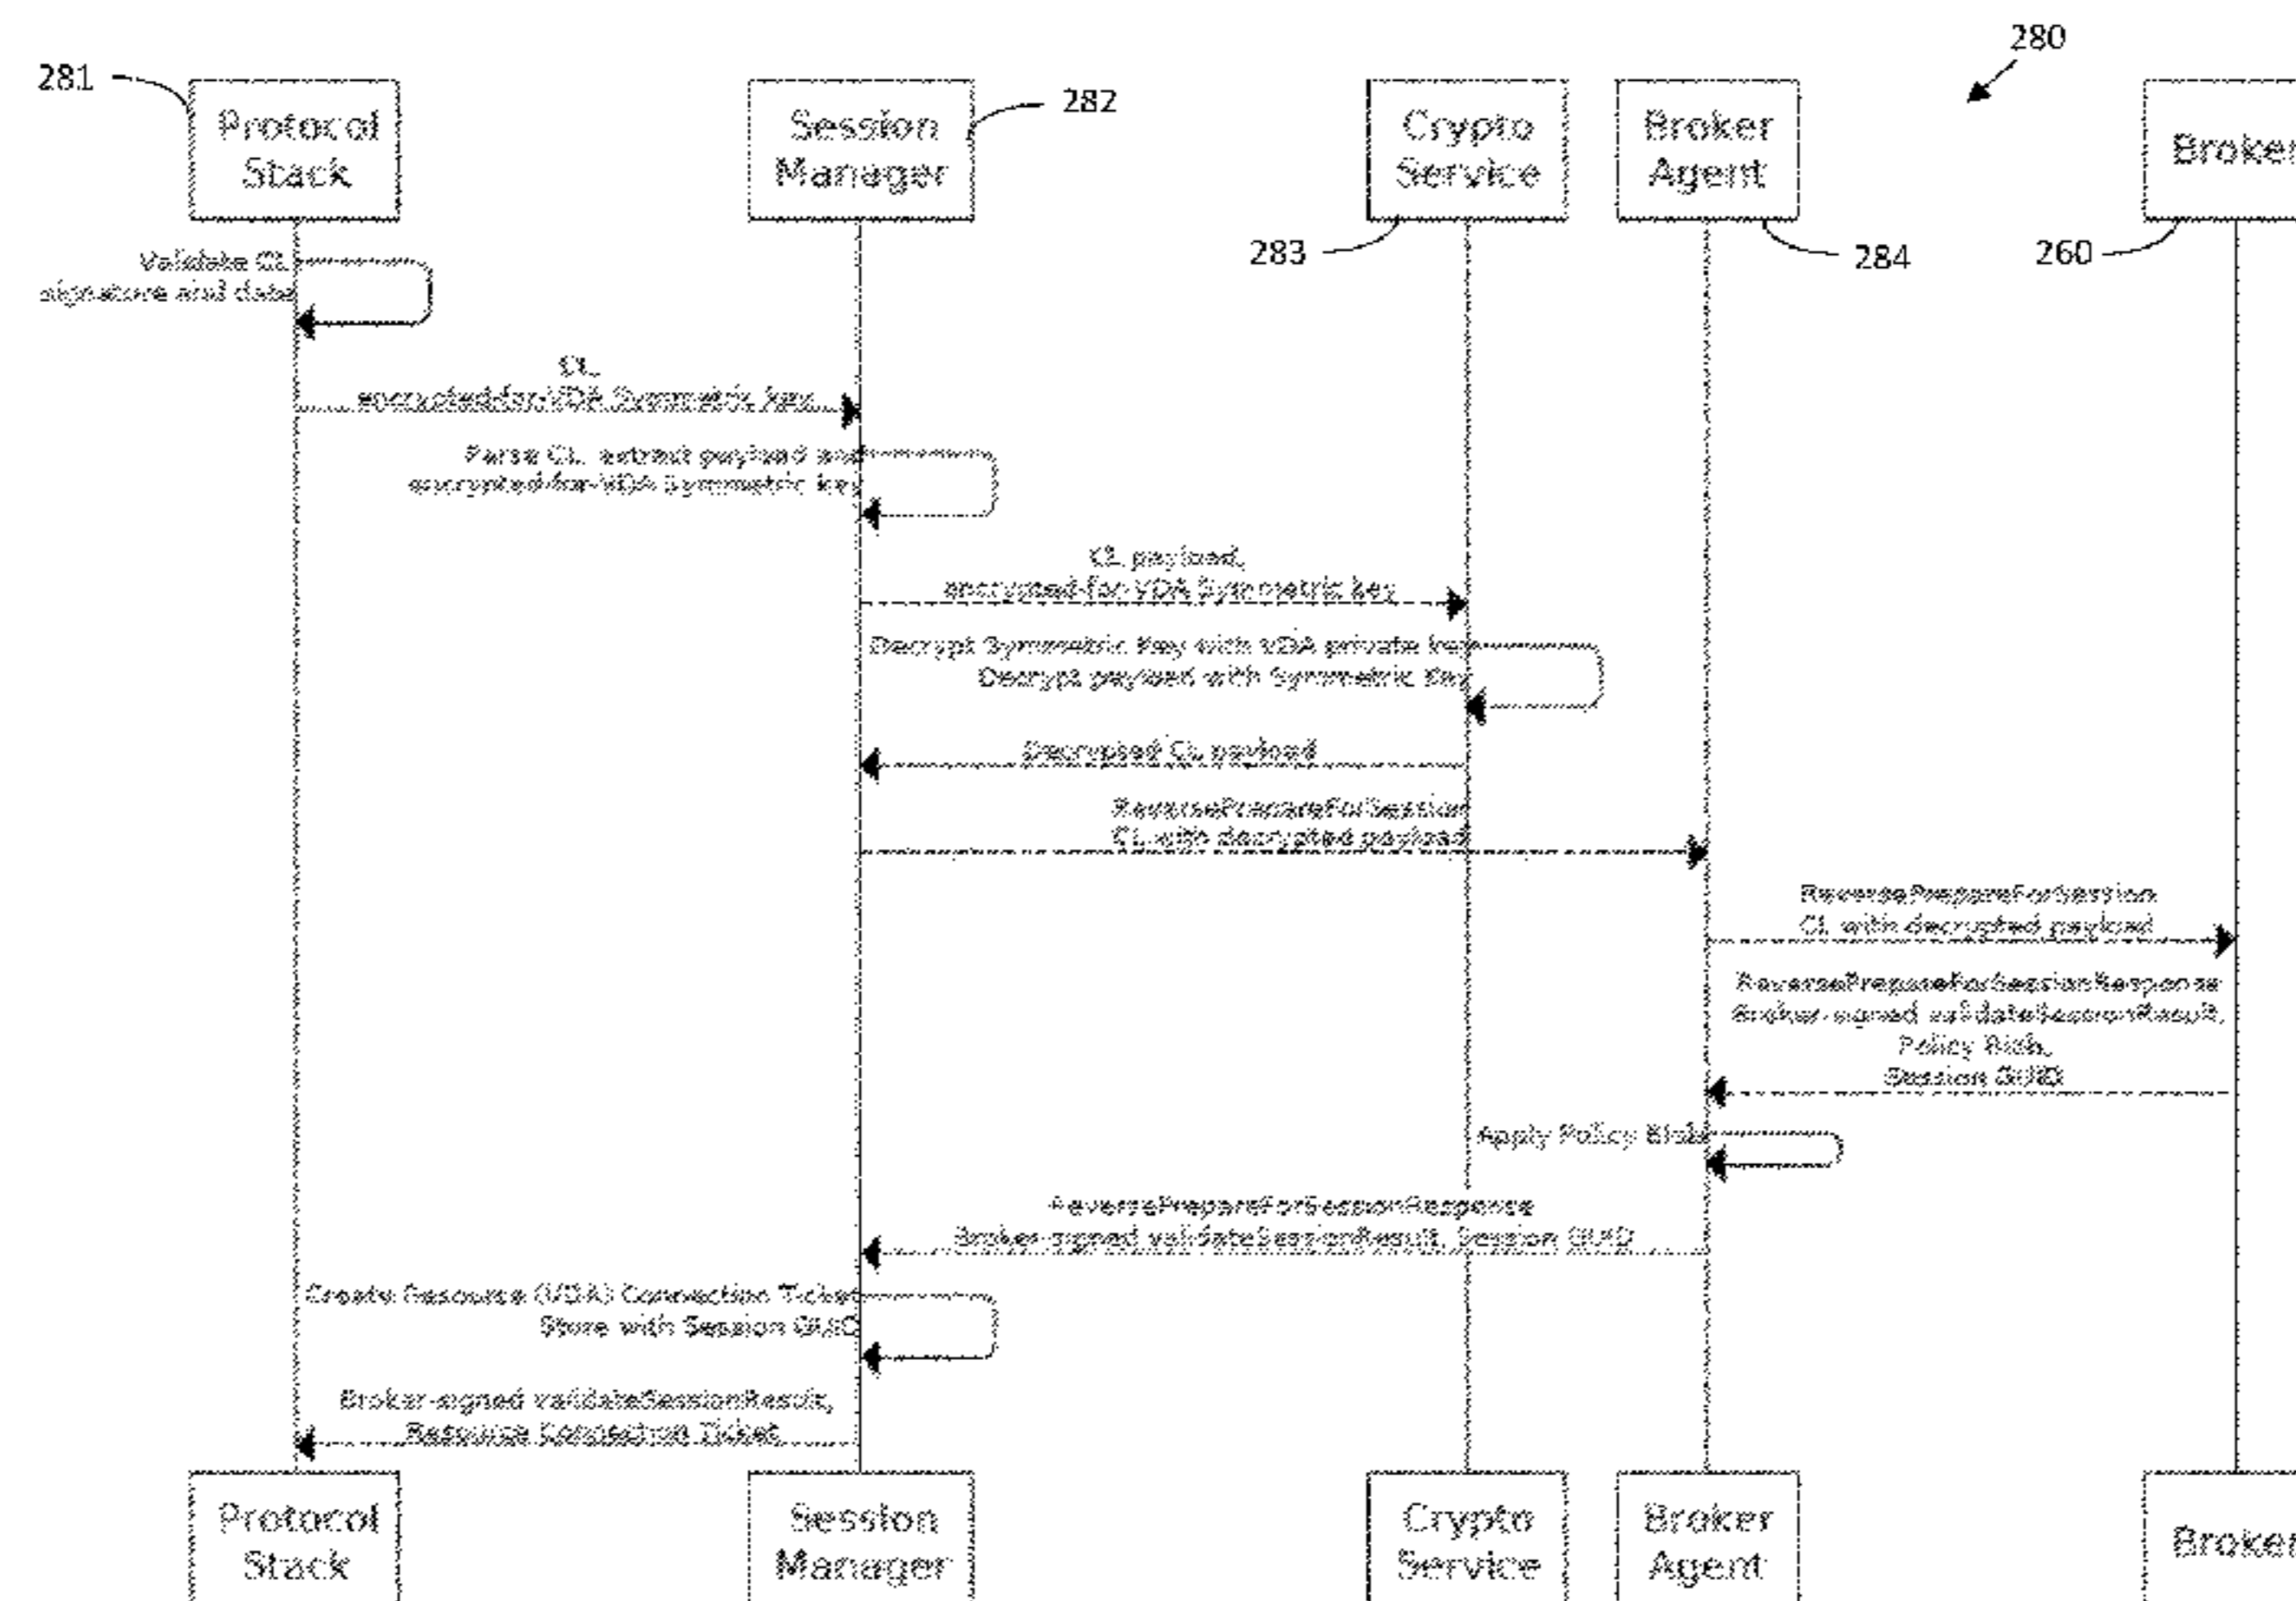 280
281
Protocol
Stack
Session
Manager
282
Crypto
Service
Broker
Agent
Broker
283
284
260
Validate CL
signature and date
CL,
encrypted-for-VDA Symmetric key
Parse CL, extract payload and
encrypted-for-VDA Symmetric key
CL payload,
encrypted-for-VDA Symmetric key
Decrypt Symmetric Key with VDA private key
Decrypt payload with Symmetric Key
Decrypted CL payload
ReversePrepareForSession
CL with decrypted payload
ReversePrepareForSession
CL with decrypted payload
ReversePrepareForSessionResponse
Broker-signed validateSessionResult,
Policy Blob,
Session GUID
Apply Policy Blob
ReversePrepareForSessionResponse
Broker-signed validateSessionResult, Session GUID
Create Resource (VDA) Connection Ticket
Store with Session GUID
Broker-signed validateSessionResult,
Resource Connection Ticket
Protocol
Stack
Session
Manager
Crypto
Service
Broker
Agent
Broker